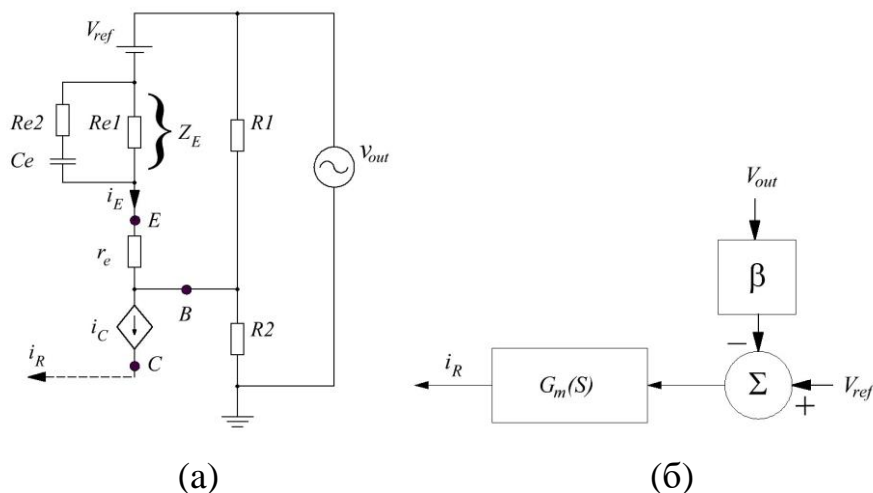 V_ref
Re2
Re1
Z_E
Ce
i_E
E
r_e
B
i_C
C
i_R
R1
R2
v_out
(а)
V_out
β
−
Σ
+
V_ref
G_m(S)
i_R
(б)